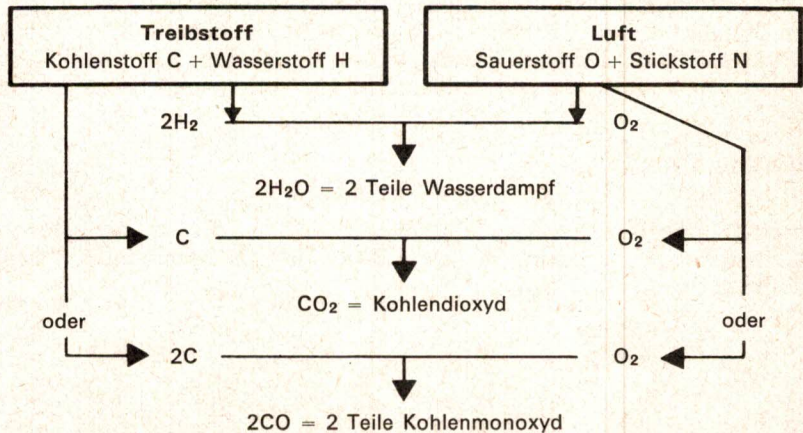 Treibstoff
Kohlenstoff C + Wasserstoff H
Luft
Sauerstoff O + Stickstoff N
2H₂ O₂
2H₂O = 2 Teile Wasserdampf
C O₂
CO₂ = Kohlendioxyd
oder oder
2C O₂
2CO = 2 Teile Kohlenmonoxyd